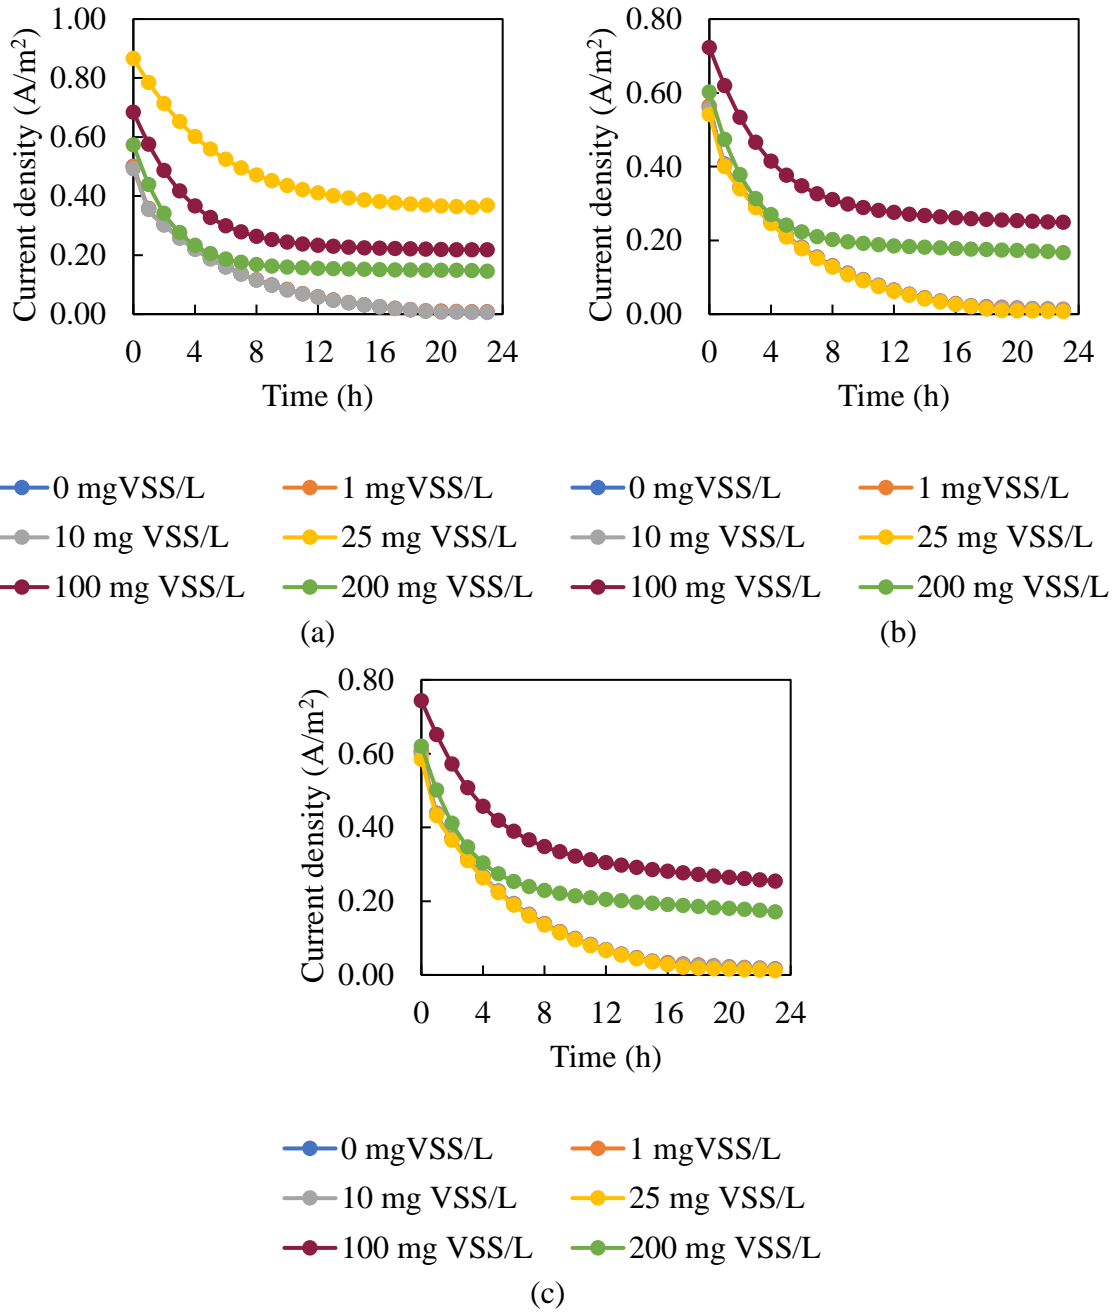 1.00
0.80
0.60
0.40
0.20
0.00
Current density (A/m²)
0 4 8 12 16 20 24
Time (h)
0 mgVSS/L
1 mgVSS/L
10 mg VSS/L
25 mg VSS/L
100 mg VSS/L
200 mg VSS/L
(a)
0.80
0.60
0.40
0.20
0.00
Current density (A/m²)
0 4 8 12 16 20 24
Time (h)
0 mgVSS/L
1 mgVSS/L
10 mg VSS/L
25 mg VSS/L
100 mg VSS/L
200 mg VSS/L
(b)
0.80
0.60
0.40
0.20
0.00
Current density (A/m²)
0 4 8 12 16 20 24
Time (h)
0 mgVSS/L
1 mgVSS/L
10 mg VSS/L
25 mg VSS/L
100 mg VSS/L
200 mg VSS/L
(c)